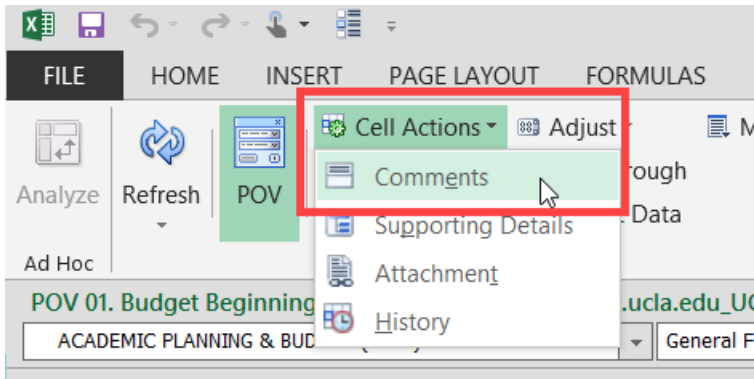 FILE HOME INSERT PAGE LAYOUT FORMULAS
Cell Actions Adjust
Comments
rough
Analyze Refresh POV
Supporting Details Data
Ad Hoc
Attachment
POV 01. Budget Beginning .ucla.edu_UC
History
ACADEMIC PLANNING & BUD General F